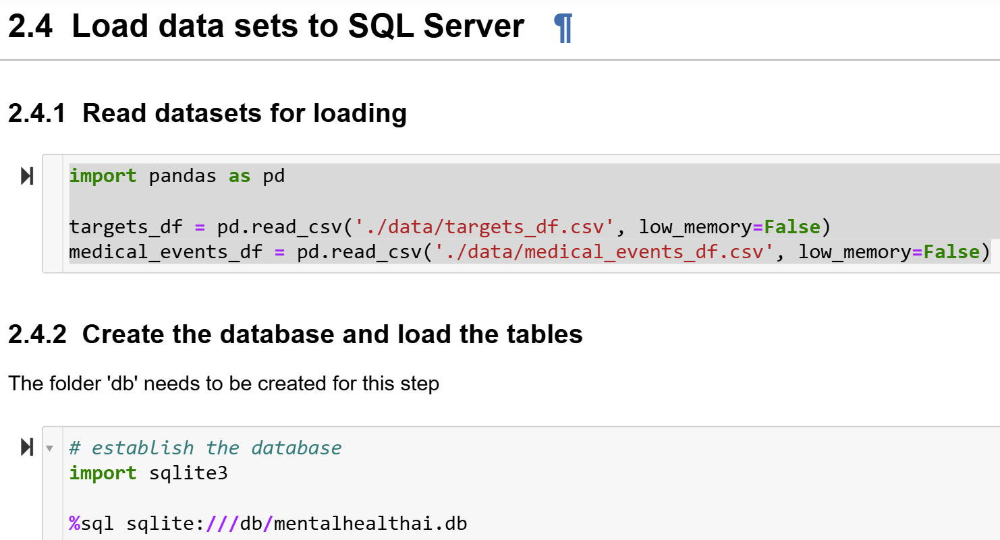 2.4 Load data sets to SQL Server ¶
2.4.1 Read datasets for loading
import pandas as pd
targets_df = pd.read_csv('./data/targets_df.csv', low_memory=False)
medical_events_df = pd.read_csv('./data/medical_events_df.csv', low_memory=False)
2.4.2 Create the database and load the tables
The folder 'db' needs to be created for this step
# establish the database
import sqlite3
%sql sqlite:///db/mentalhealthai.db